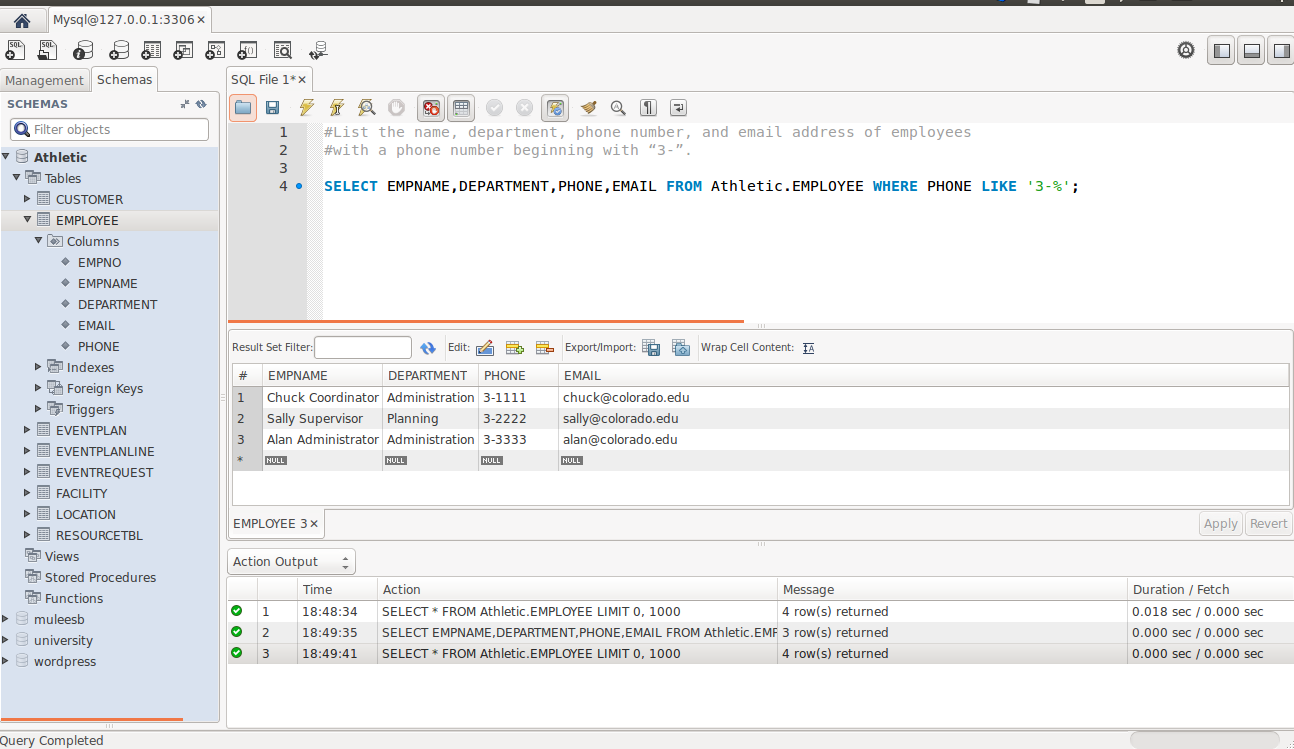 Mysql@127.0.0.1:3306 ×
Management Schemas
SQL File 1* ×
SCHEMAS
Filter objects
Athletic
Tables
CUSTOMER
EMPLOYEE
Columns
EMPNO
EMPNAME
DEPARTMENT
EMAIL
PHONE
Indexes
Foreign Keys
Triggers
EVENTPLAN
EVENTPLANLINE
EVENTREQUEST
FACILITY
LOCATION
RESOURCETBL
Views
Stored Procedures
Functions
muleesb
university
wordpress
1 #List the name, department, phone number, and email address of employees
2 #with a phone number beginning with “3-”.
3
4 SELECT EMPNAME,DEPARTMENT,PHONE,EMAIL FROM Athletic.EMPLOYEE WHERE PHONE LIKE '3-%';
Result Set Filter: Edit: Export/Import: Wrap Cell Content: IA
# EMPNAME DEPARTMENT PHONE EMAIL
1 Chuck Coordinator Administration 3-1111 chuck@colorado.edu
2 Sally Supervisor Planning 3-2222 sally@colorado.edu
3 Alan Administrator Administration 3-3333 alan@colorado.edu
* NULL NULL NULL NULL
EMPLOYEE 3 × Apply Revert
Action Output
Time Action Message Duration / Fetch
1 18:48:34 SELECT * FROM Athletic.EMPLOYEE LIMIT 0, 1000 4 row(s) returned 0.018 sec / 0.000 sec
2 18:49:35 SELECT EMPNAME,DEPARTMENT,PHONE,EMAIL FROM Athletic.EMP 3 row(s) returned 0.000 sec / 0.000 sec
3 18:49:41 SELECT * FROM Athletic.EMPLOYEE LIMIT 0, 1000 4 row(s) returned 0.000 sec / 0.000 sec
Query Completed